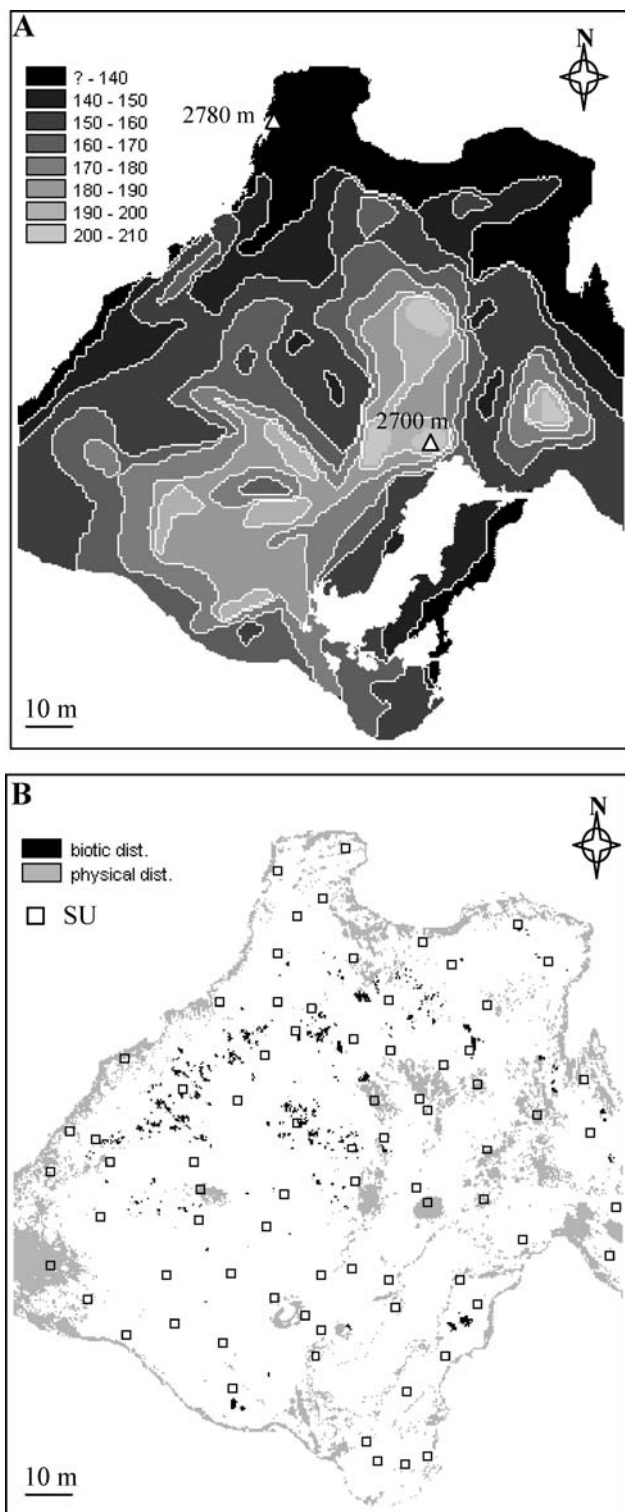 A
N
? - 140
140 - 150
150 - 160
160 - 170
170 - 180
180 - 190
190 - 200
200 - 210
2780 m
2700 m
10 m
B
N
biotic dist.
physical dist.
SU
10 m